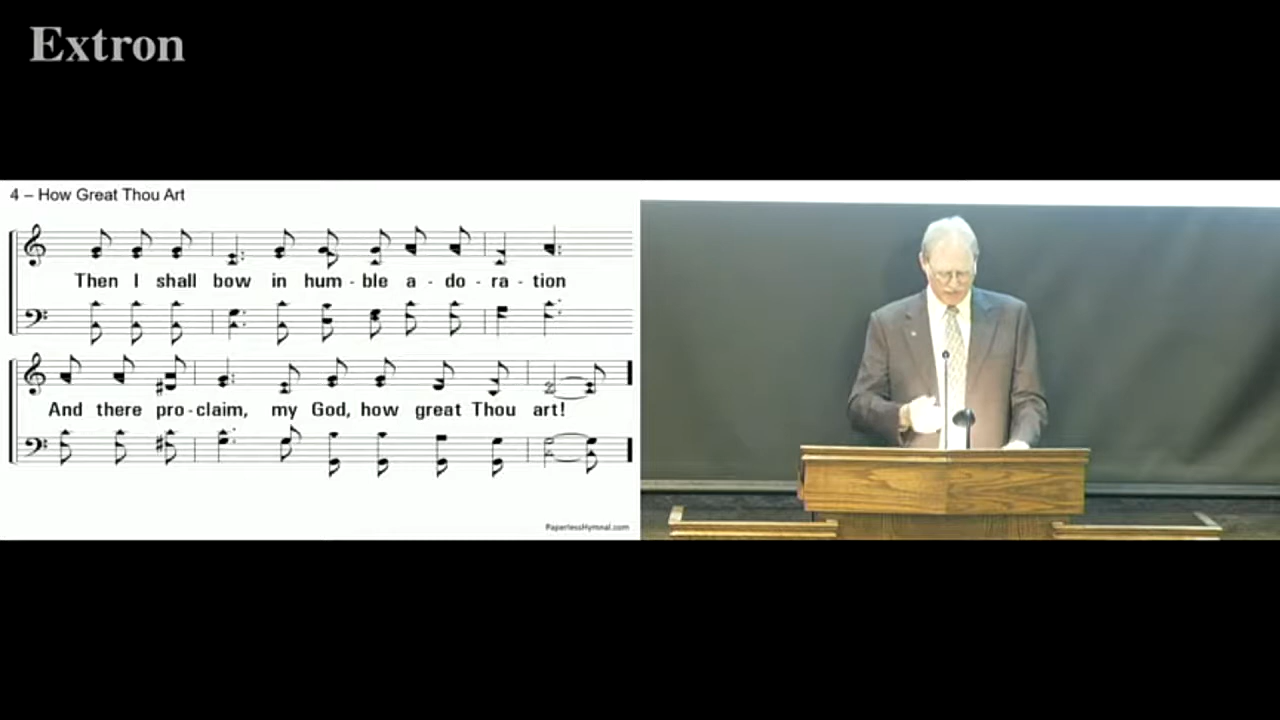 Extron
4 – How Great Thou Art
Then I shall bow in hum - ble a - do - ra - tion
And there pro - claim, my God, how great Thou art!
PaperlessHymnal.com